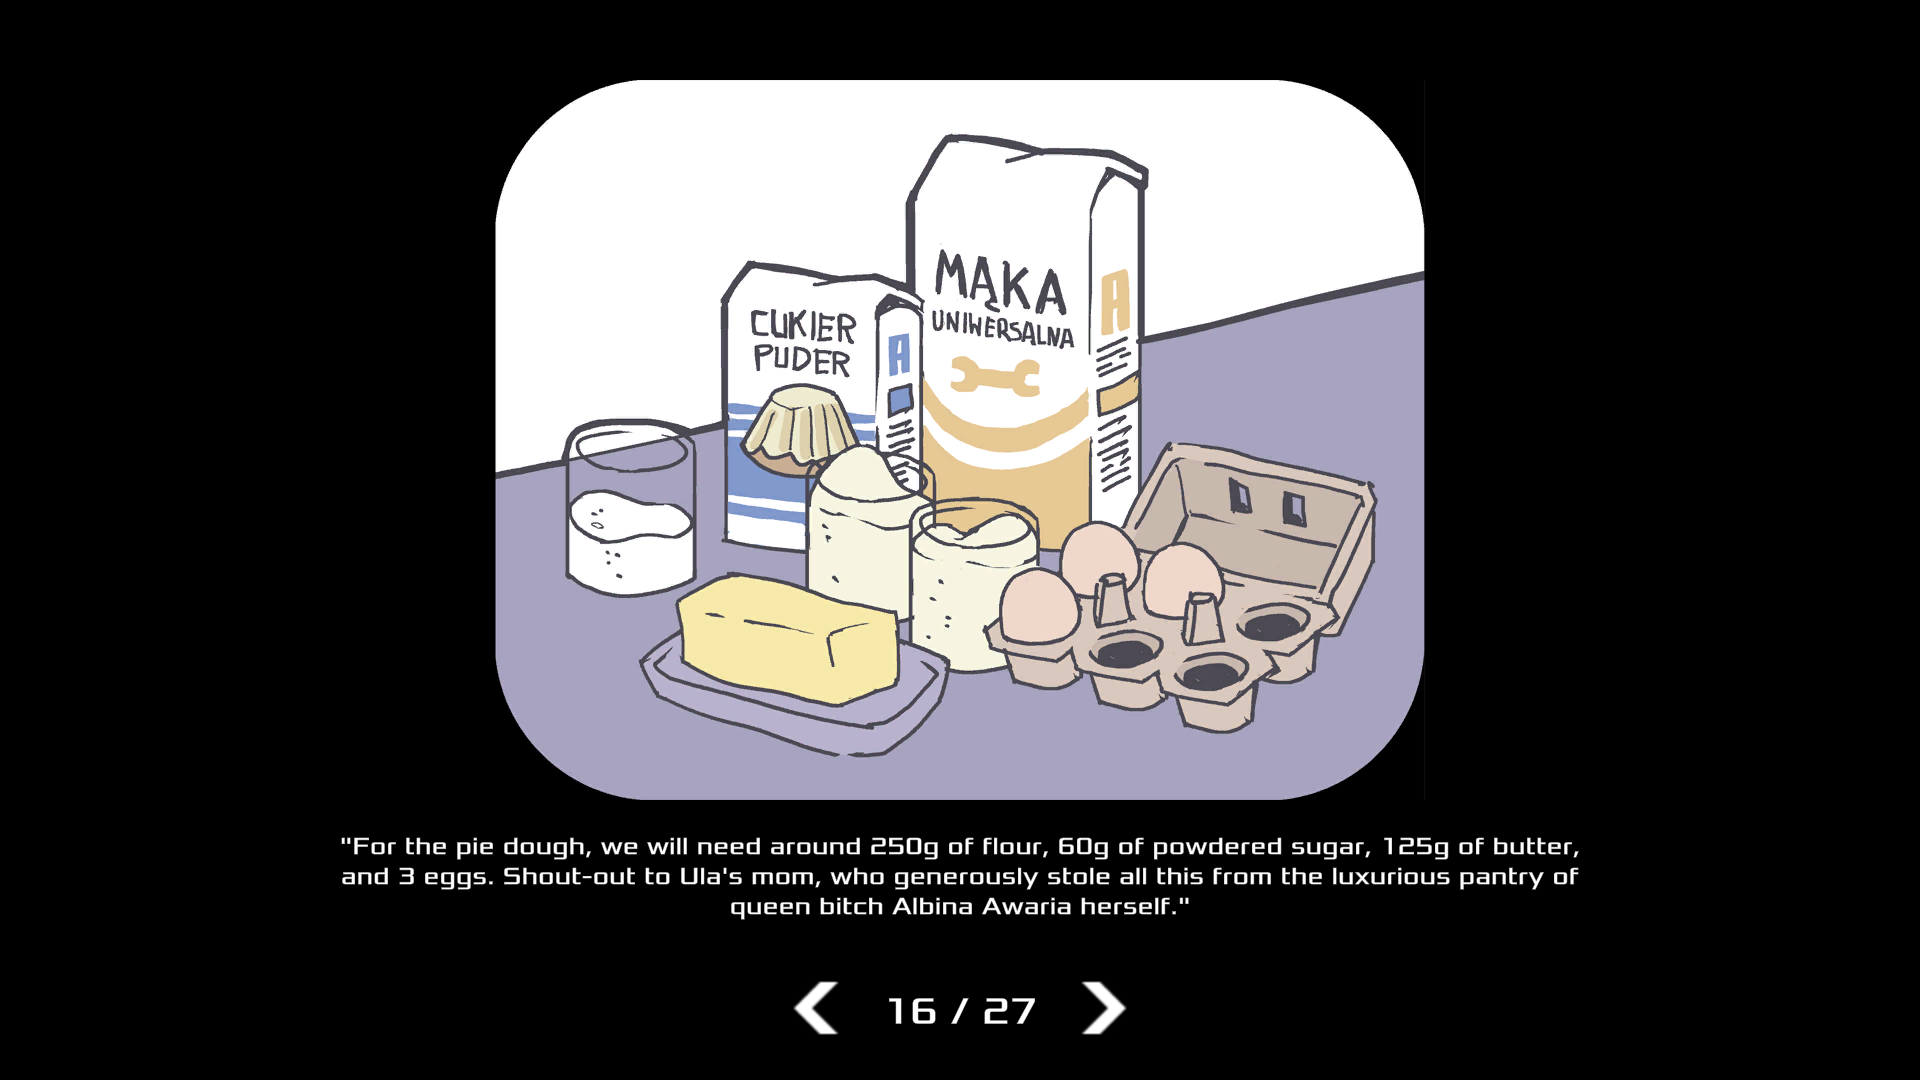 MĄKA
UNIWERSALNA
A
CUKIER
PUDER
A
"For the pie dough, we will need around 250g of flour, 60g of powdered sugar, 125g of butter,
and 3 eggs. Shout-out to Ula's mom, who generously stole all this from the luxurious pantry of
queen bitch Albina Awaria herself."
16 / 27